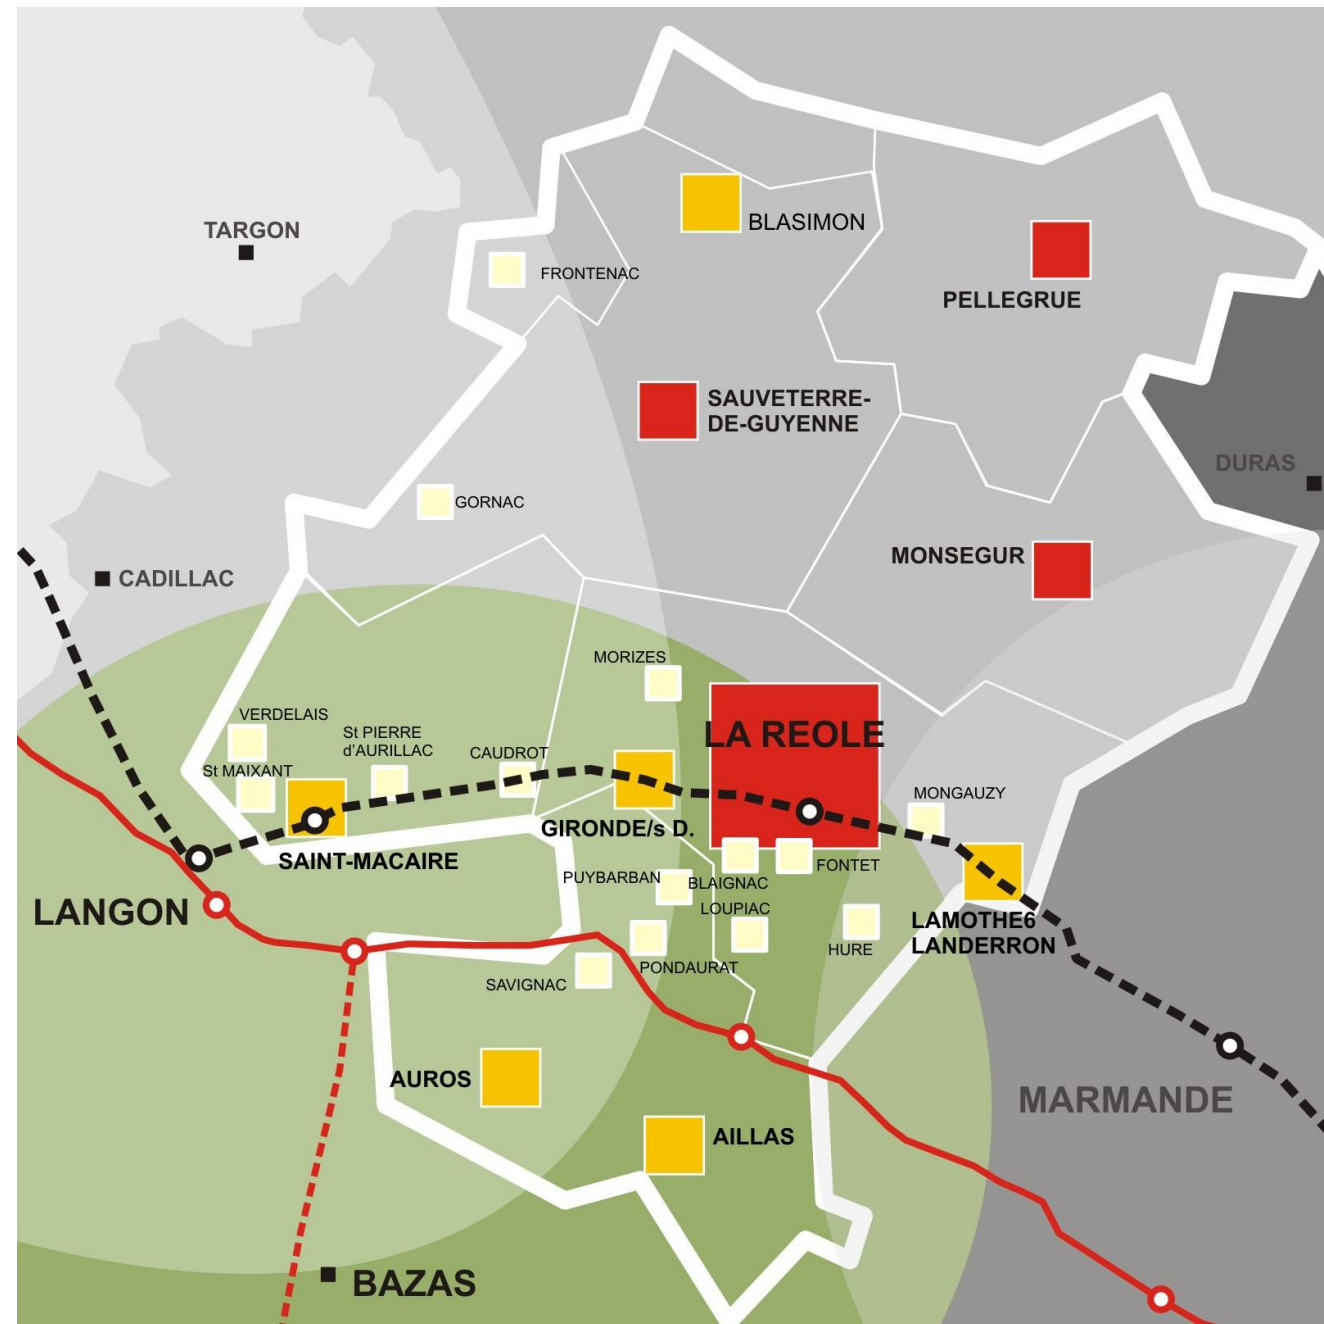 BLASIMON
TARGON
FRONTENAC
PELLEGRUE
SAUVETERRE-
DE-GUYENNE
DURAS
GORNAC
MONSEGUR
CADILLAC
MORIZES
VERDELAIS
St PIERRE
d'AURILLAC
LA REOLE
CAUDROT
St MAIXANT
MONGAUZY
GIRONDE/s D.
SAINT-MACAIRE
FONTET
PUYBARBAN
BLAIGNAC
LANGON
LOUPIAC
LAMOTHE6
LANDERRON
HURE
PONDAURAT
SAVIGNAC
AUROS
MARMANDE
AILLAS
BAZAS